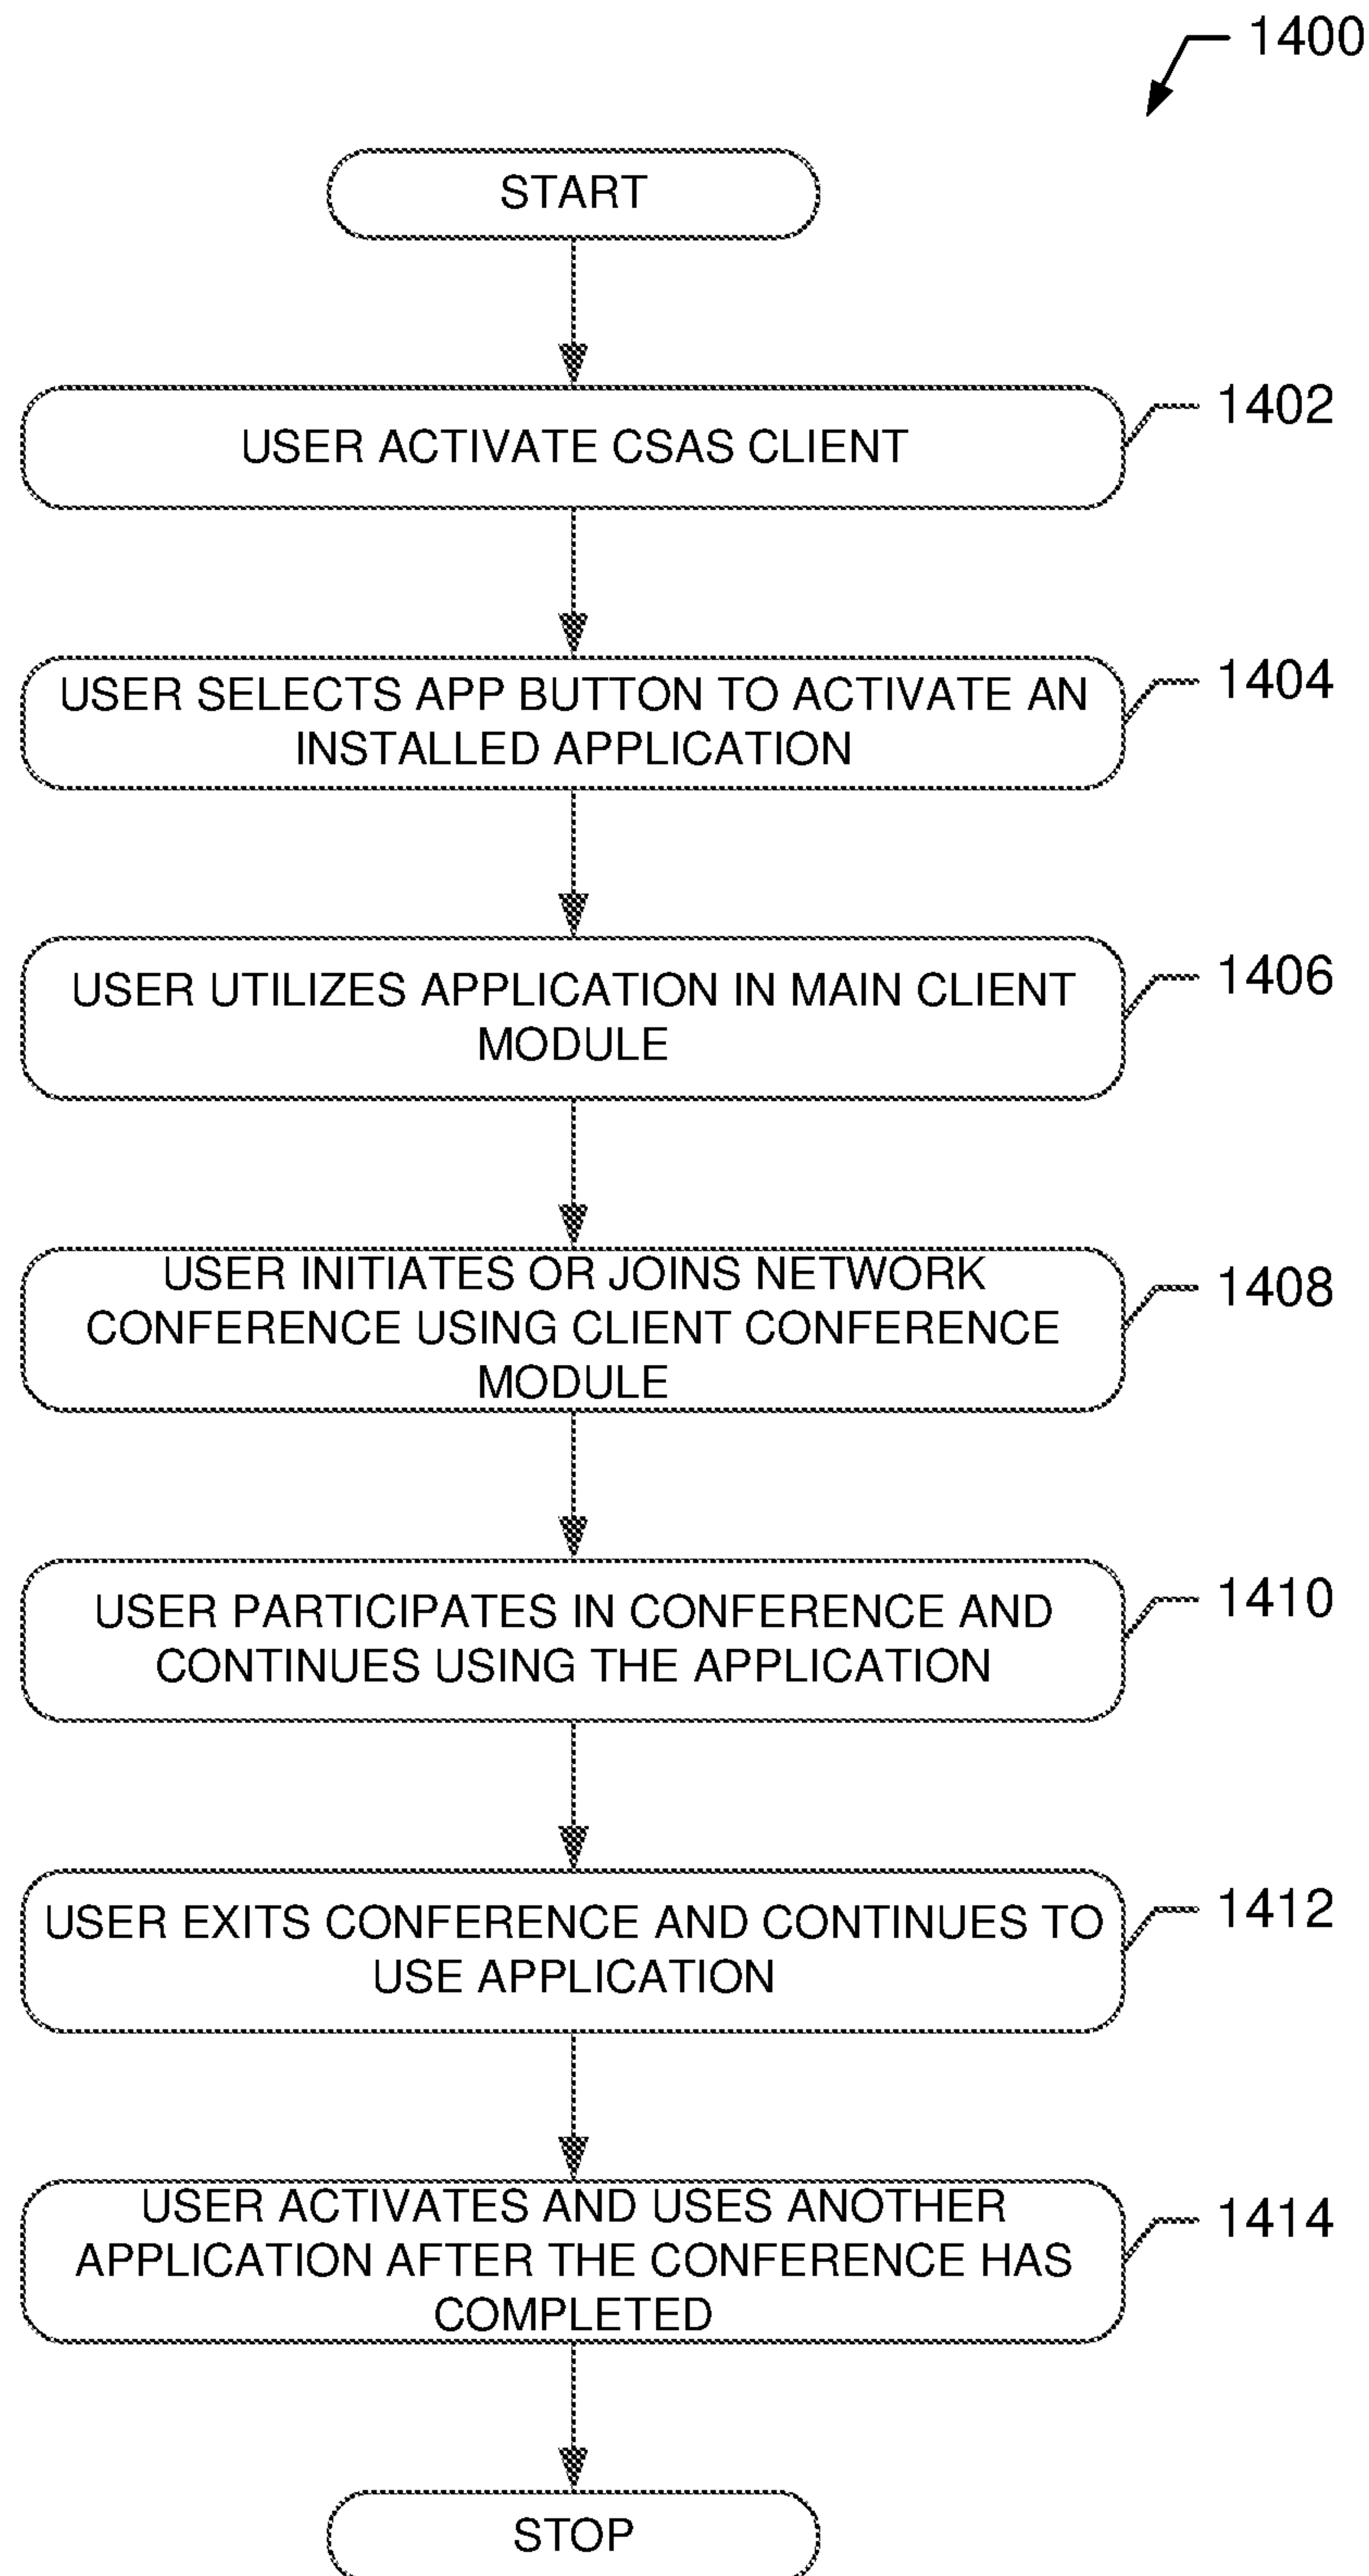 1400
START
USER ACTIVATE CSAS CLIENT
1402
USER SELECTS APP BUTTON TO ACTIVATE AN
INSTALLED APPLICATION
1404
USER UTILIZES APPLICATION IN MAIN CLIENT
MODULE
1406
USER INITIATES OR JOINS NETWORK
CONFERENCE USING CLIENT CONFERENCE
MODULE
1408
USER PARTICIPATES IN CONFERENCE AND
CONTINUES USING THE APPLICATION
1410
USER EXITS CONFERENCE AND CONTINUES TO
USE APPLICATION
1412
USER ACTIVATES AND USES ANOTHER
APPLICATION AFTER THE CONFERENCE HAS
COMPLETED
1414
STOP